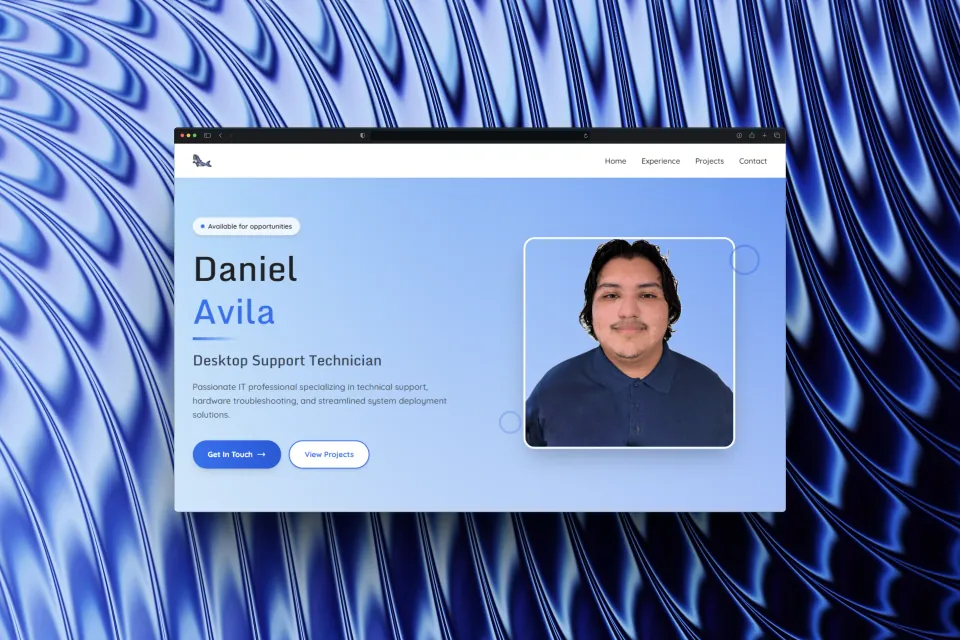 Home Experience Projects Contact
Available for opportunities
Daniel
Avila
Desktop Support Technician
Passionate IT professional specializing in technical support,
hardware troubleshooting, and streamlined system deployment
solutions.
Get In Touch →
View Projects